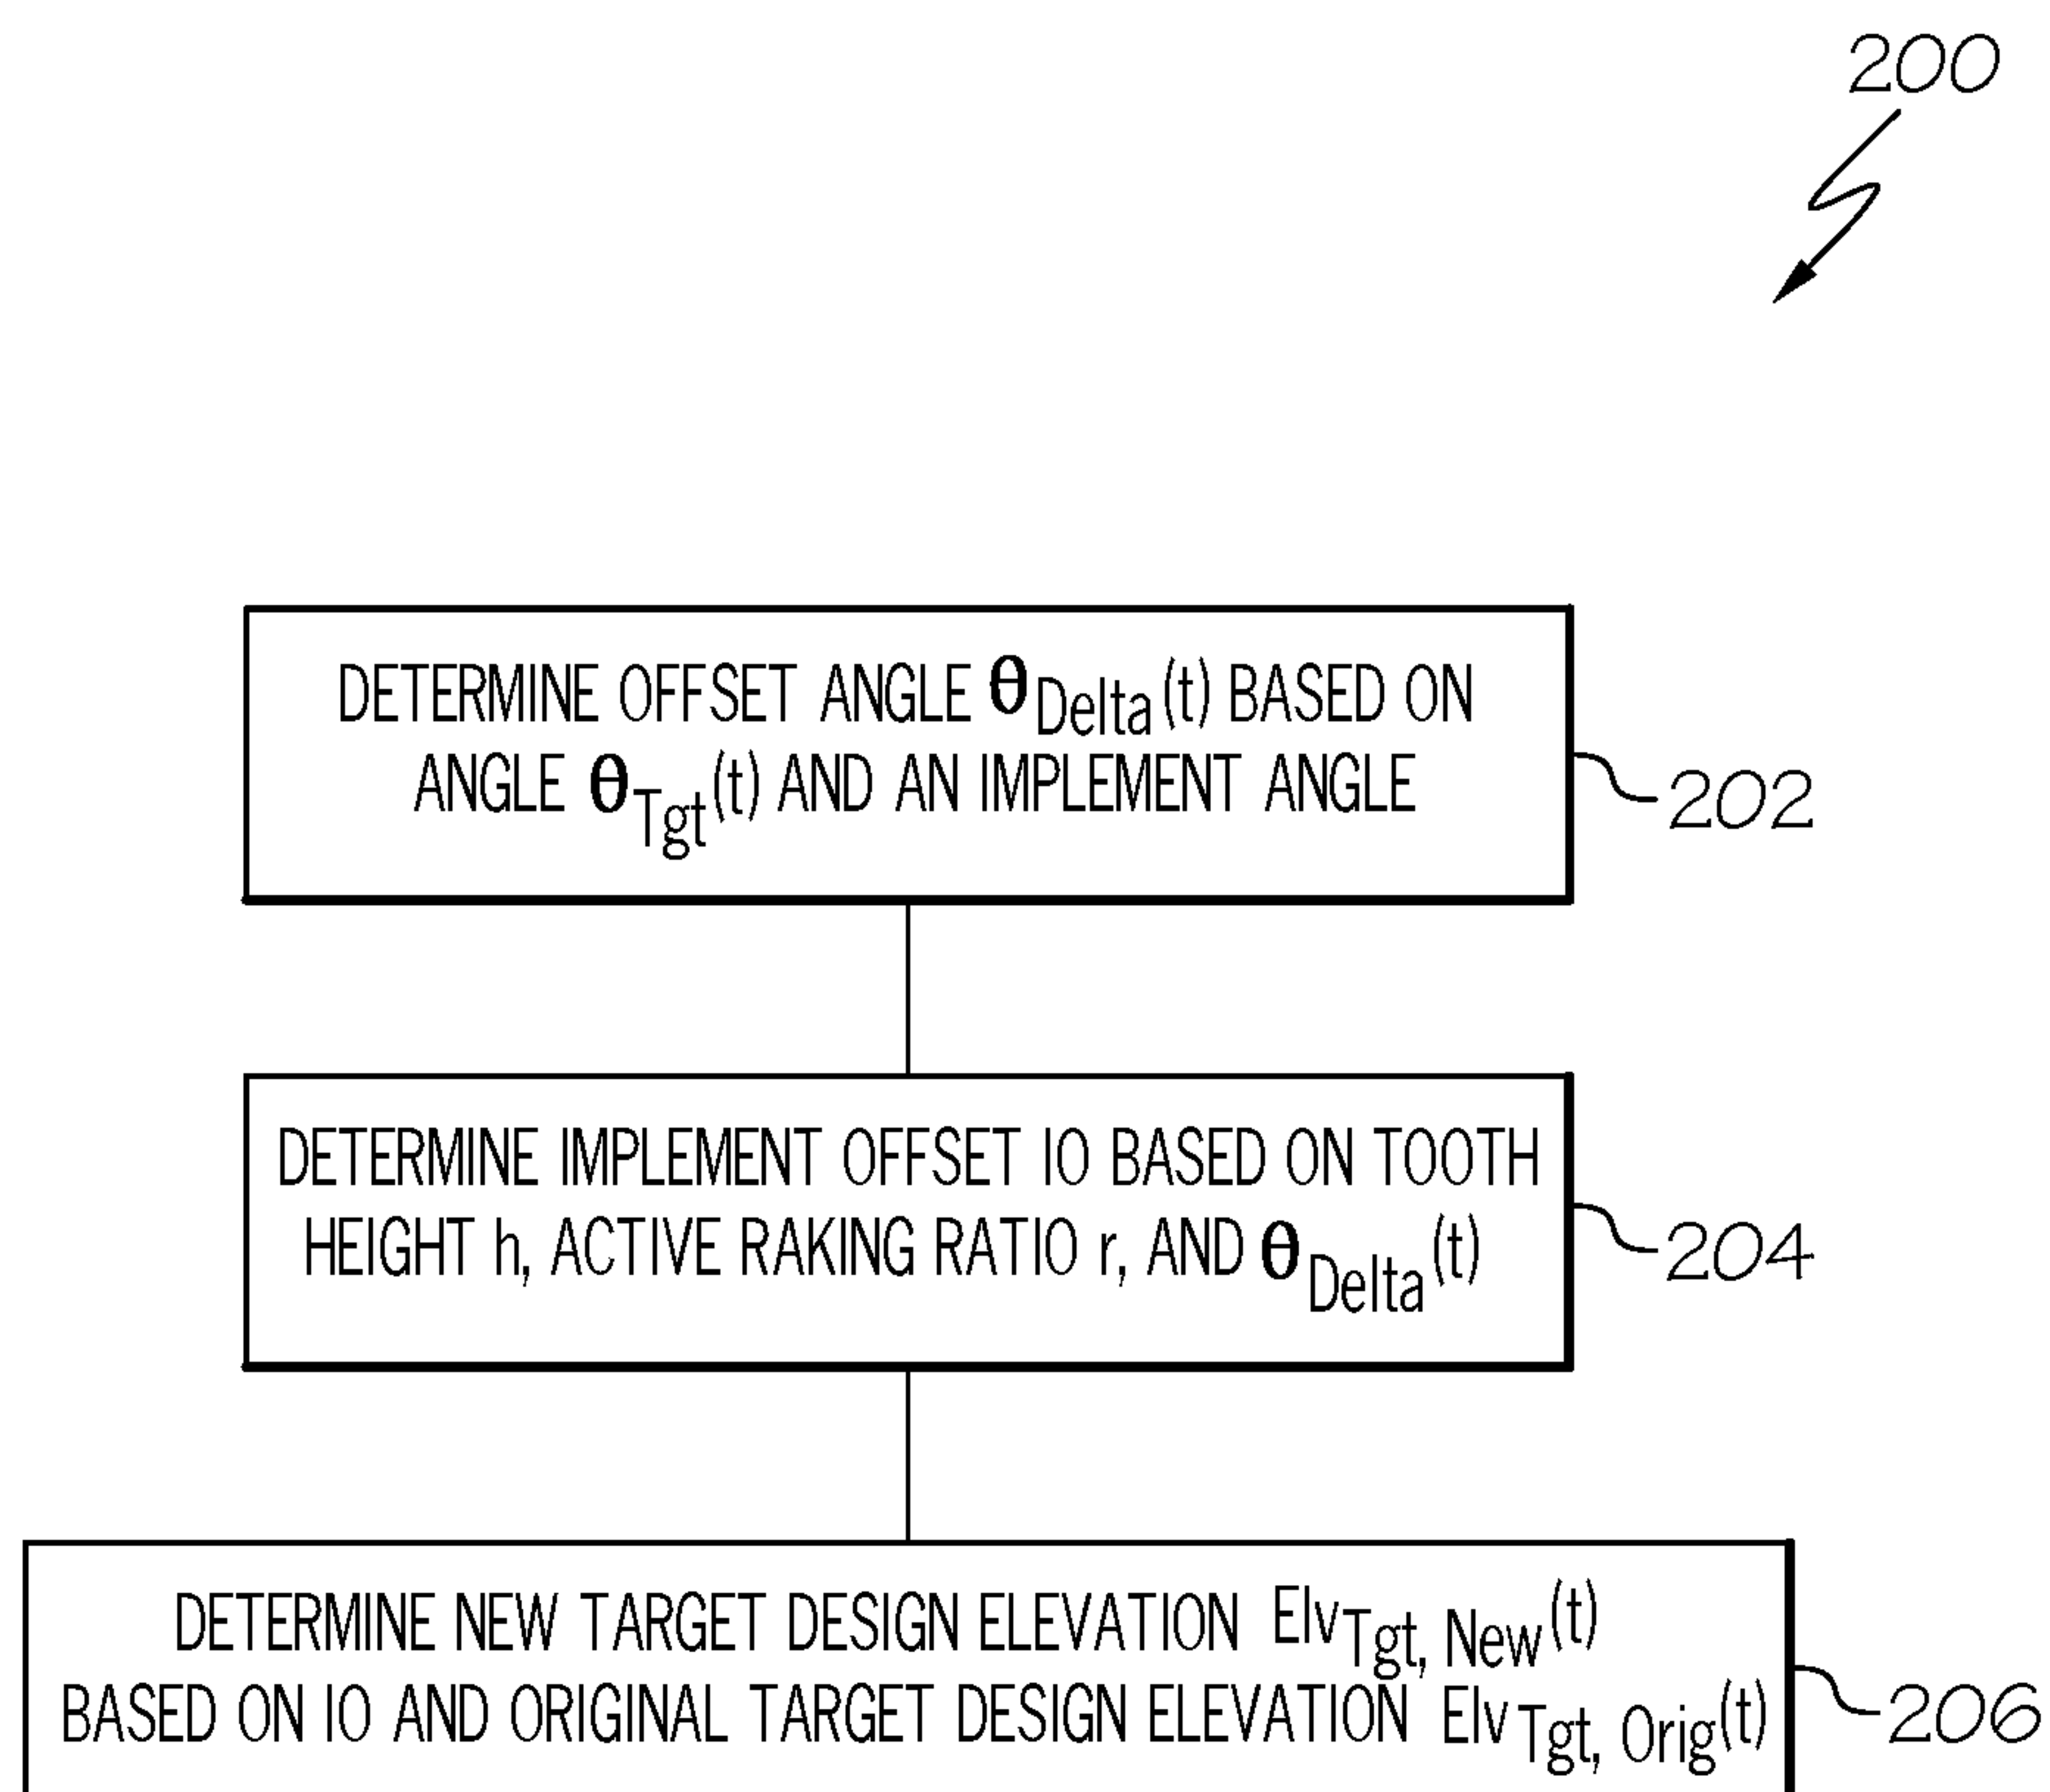 200
DETERMINE OFFSET ANGLE θDelta(t) BASED ON
ANGLE θTgt(t) AND AN IMPLEMENT ANGLE
202
DETERMINE IMPLEMENT OFFSET IO BASED ON TOOTH
HEIGHT h, ACTIVE RAKING RATIO r, AND θDelta(t)
204
DETERMINE NEW TARGET DESIGN ELEVATION ElvTgt, New(t)
BASED ON IO AND ORIGINAL TARGET DESIGN ELEVATION ElvTgt, Orig(t)
206